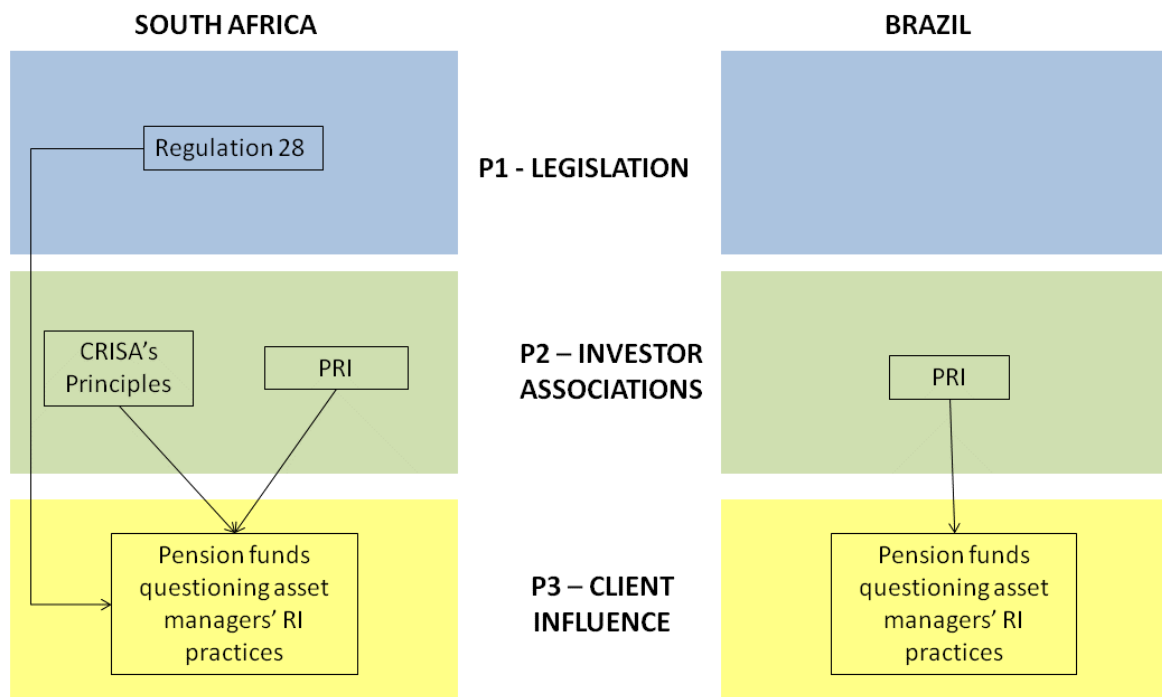 SOUTH AFRICA
BRAZIL
Regulation 28
P1 - LEGISLATION
CRISA’s
Principles
PRI
P2 – INVESTOR
ASSOCIATIONS
PRI
Pension funds
questioning asset
managers’ RI
practices
P3 – CLIENT
INFLUENCE
Pension funds
questioning asset
managers’ RI
practices